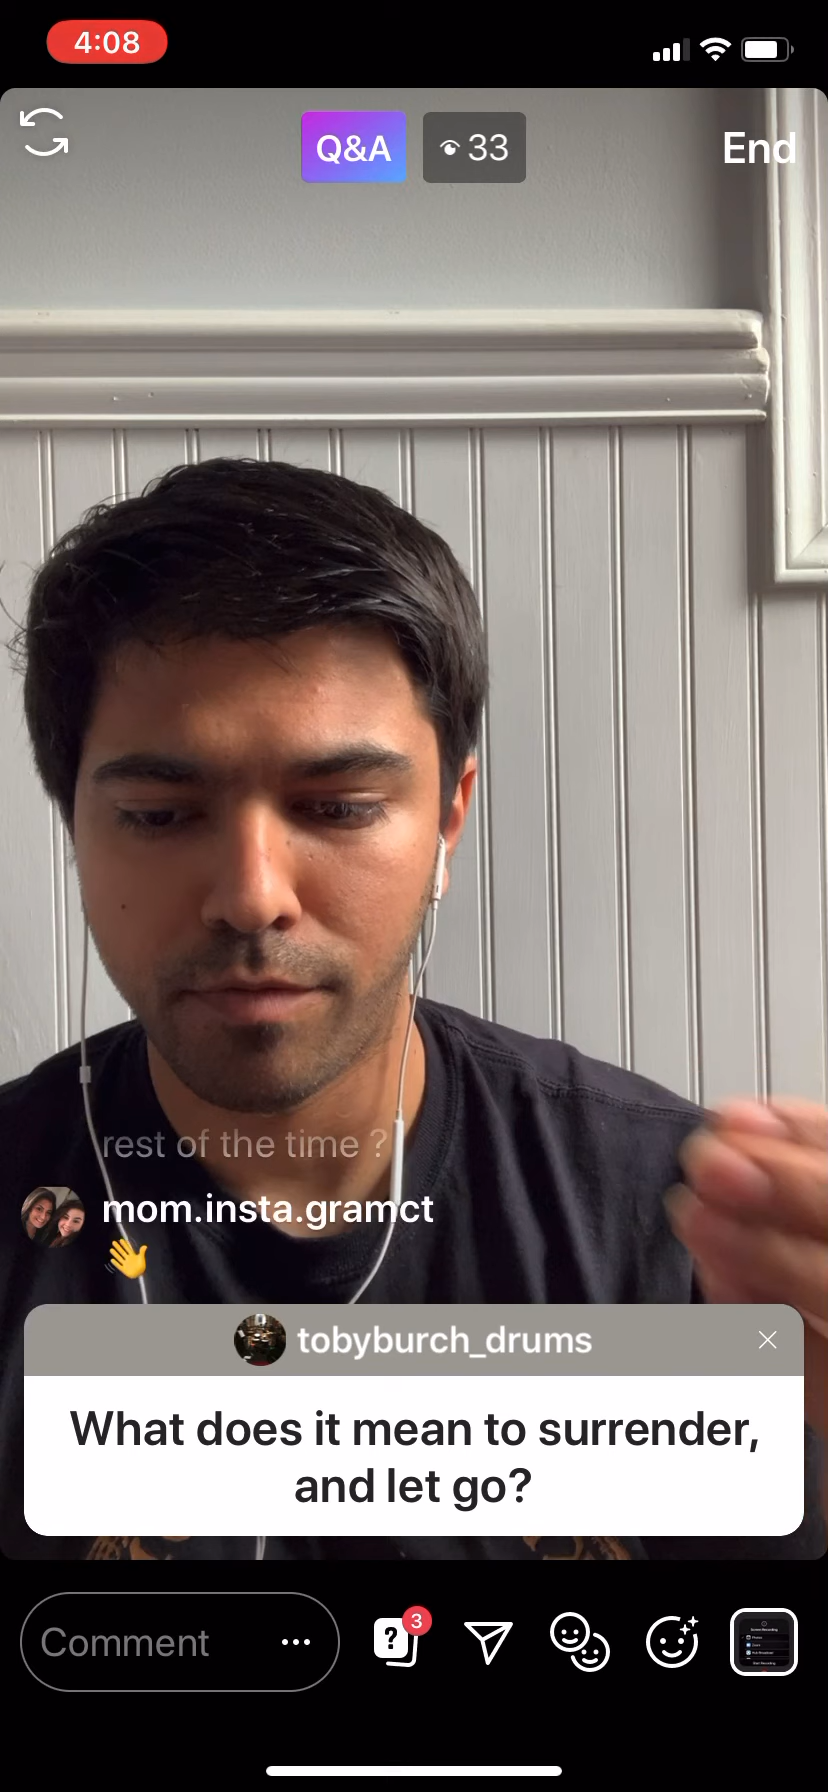 4:08
Q&A
33
End
rest of the time ?
mom.insta.gramct
👋
tobyburch_drums
What does it mean to surrender,
and let go?
Comment
3
?